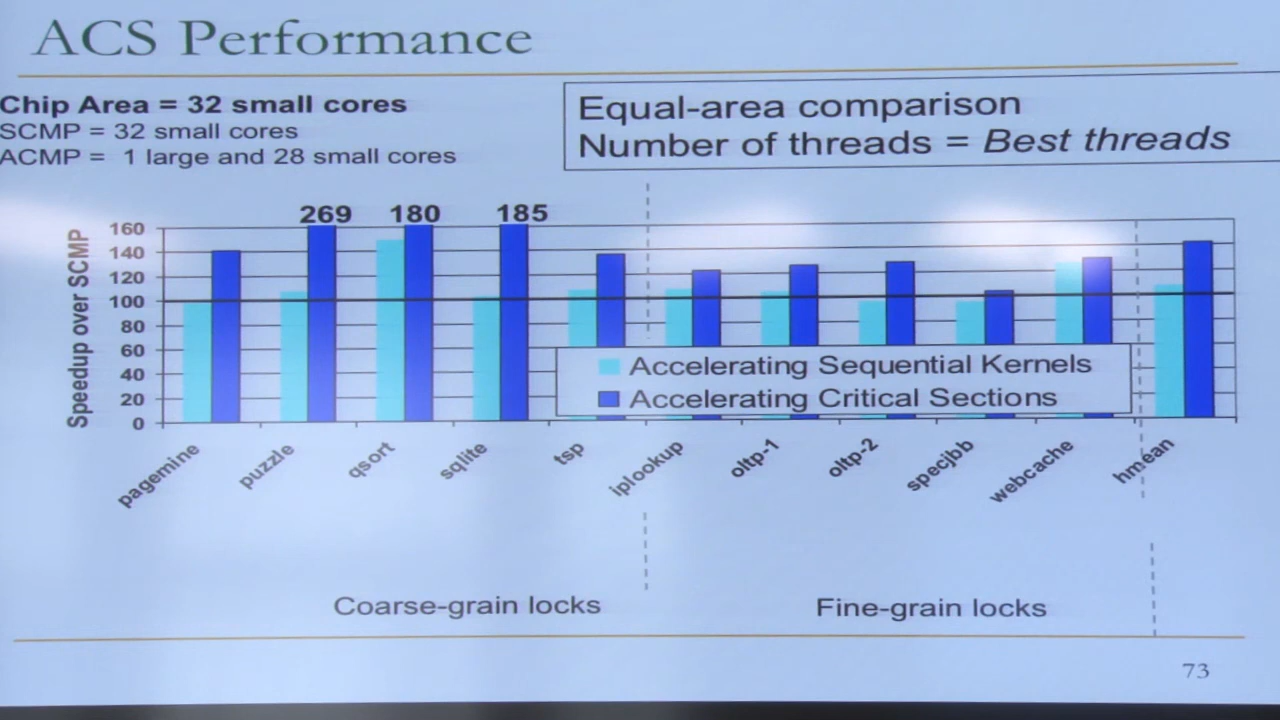 ACS Performance
Chip Area = 32 small cores
SCMP = 32 small cores
ACMP = 1 large and 28 small cores
Equal-area comparison
Number of threads = Best threads
269 180 185
Speedup over SCMP
160
140
120
100
80
60
40
20
0
Accelerating Sequential Kernels
Accelerating Critical Sections
pagemine
puzzle
qsort
sqlite
tsp
iplookup
oltp-1
oltp-2
specjbb
webcache
hmean
Coarse-grain locks
Fine-grain locks
73